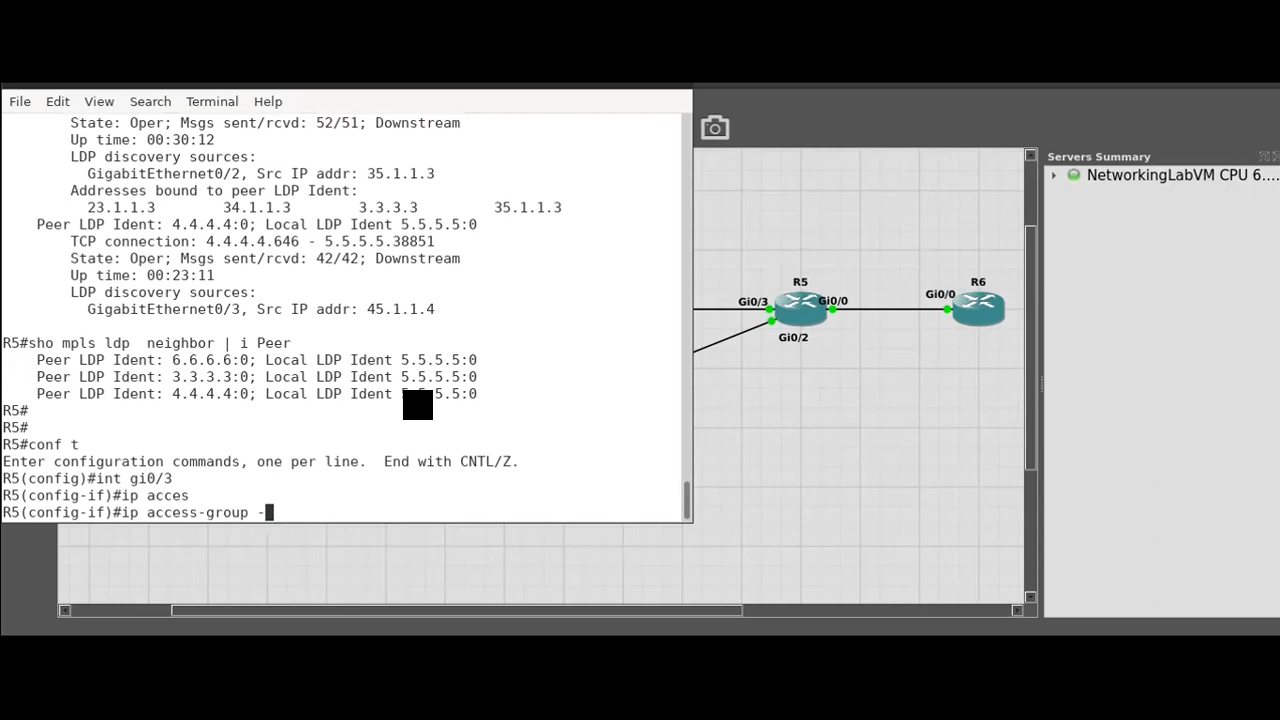 File Edit View Search Terminal Help
State: Oper; Msgs sent/rcvd: 52/51; Downstream
Up time: 00:30:12
LDP discovery sources:
GigabitEthernet0/2, Src IP addr: 35.1.1.3
Addresses bound to peer LDP Ident:
23.1.1.3 34.1.1.3 3.3.3.3 35.1.1.3
Peer LDP Ident: 4.4.4.4:0; Local LDP Ident 5.5.5.5:0
TCP connection: 4.4.4.4.646 - 5.5.5.5.38851
State: Oper; Msgs sent/rcvd: 42/42; Downstream
Up time: 00:23:11
LDP discovery sources:
GigabitEthernet0/3, Src IP addr: 45.1.1.4
R5#sho mpls ldp  neighbor | i Peer
Peer LDP Ident: 6.6.6.6:0; Local LDP Ident 5.5.5.5:0
Peer LDP Ident: 3.3.3.3:0; Local LDP Ident 5.5.5.5:0
Peer LDP Ident: 4.4.4.4:0; Local LDP Ident 5.5.5.5:0
R5#
R5#
R5#conf t
Enter configuration commands, one per line.  End with CNTL/Z.
R5(config)#int gi0/3
R5(config-if)#ip acces
R5(config-if)#ip access-group -
R5
Gi0/3
Gi0/0
Gi0/2
R6
Gi0/0
Servers Summary
NetworkingLabVM CPU 6....